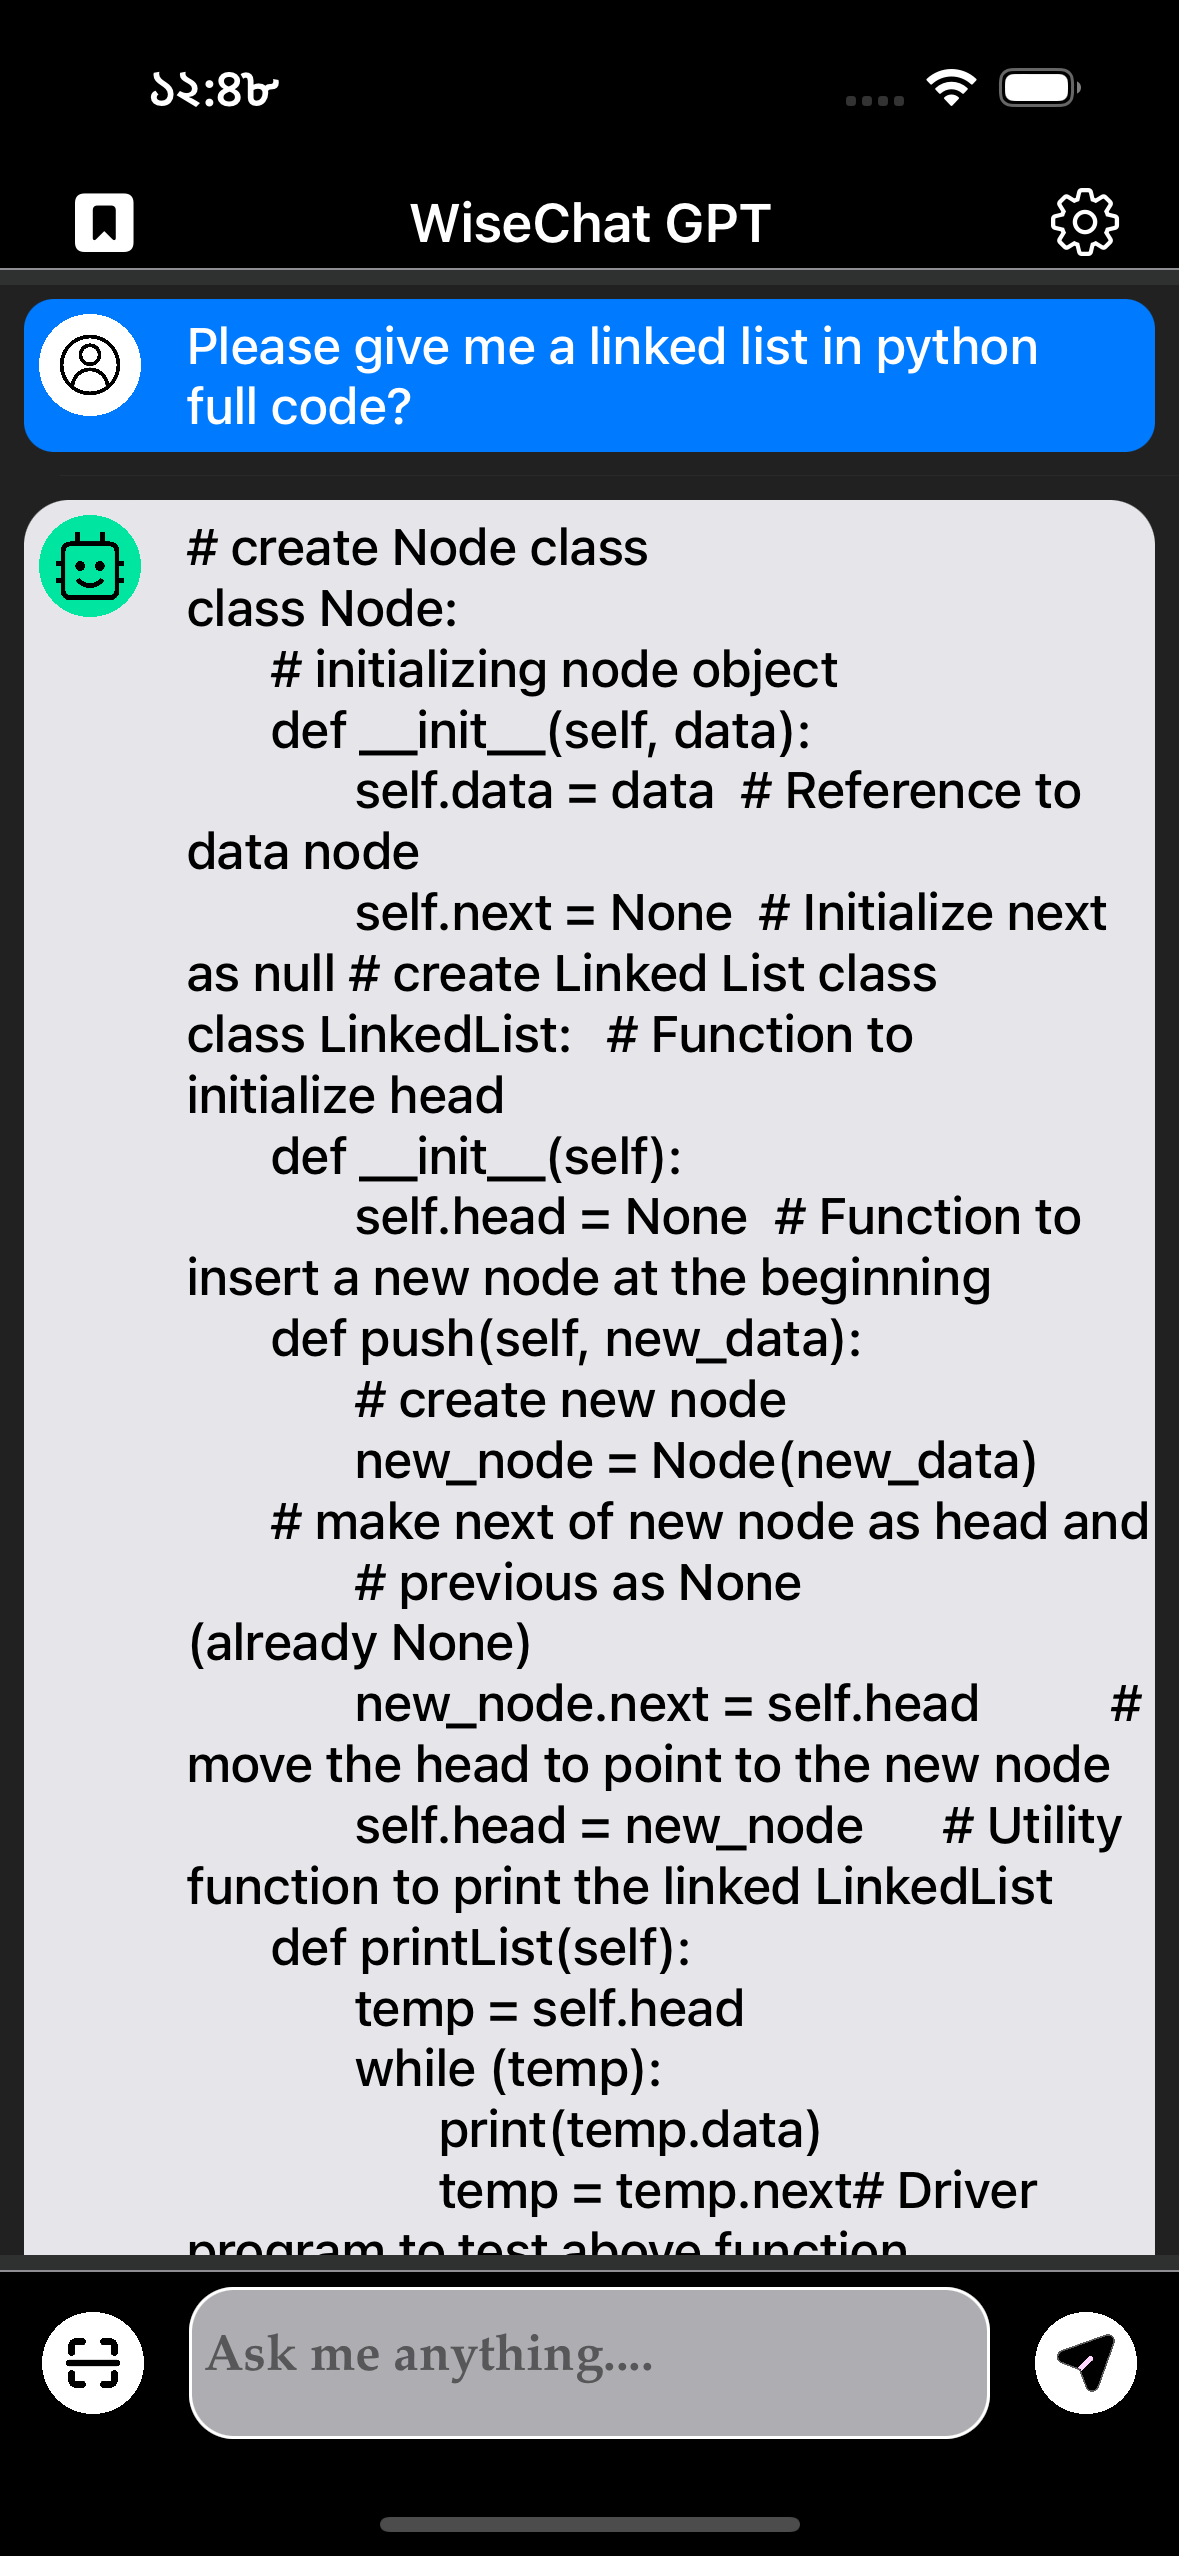 ১২:৪৮
WiseChat GPT
Please give me a linked list in python
full code?
# create Node class
class Node:
# initializing node object
def __init__(self, data):
self.data = data # Reference to
data node
self.next = None # Initialize next
as null # create Linked List class
class LinkedList: # Function to
initialize head
def __init__(self):
self.head = None # Function to
insert a new node at the beginning
def push(self, new_data):
# create new node
new_node = Node(new_data)
# make next of new node as head and
# previous as None
(already None)
new_node.next = self.head #
move the head to point to the new node
self.head = new_node # Utility
function to print the linked LinkedList
def printList(self):
temp = self.head
while (temp):
print(temp.data)
temp = temp.next# Driver
program to test above function
Ask me anything....